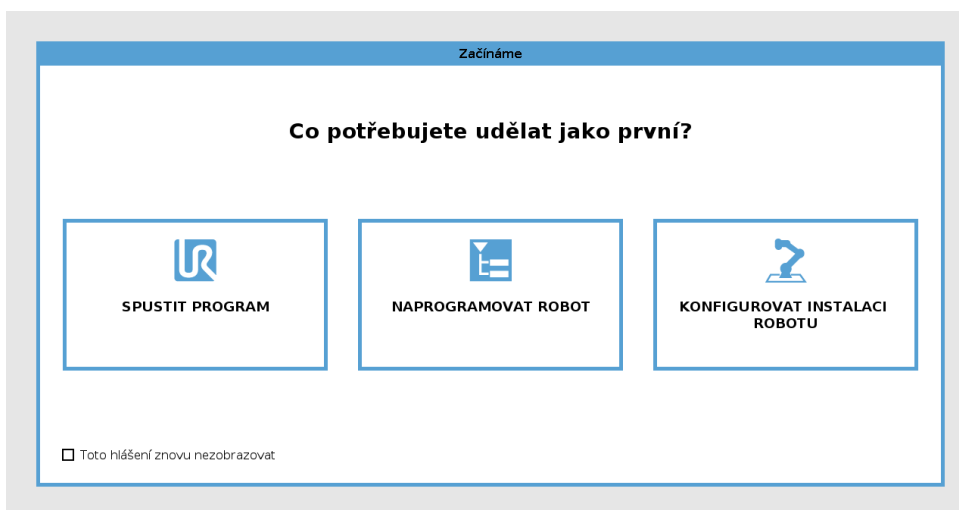 Začínáme
Co potřebujete udělat jako první?
SPUSTIT PROGRAM
NAPROGRAMOVAT ROBOT
KONFIGUROVAT INSTALACI
ROBOTU
Toto hlášení znovu nezobrazovat